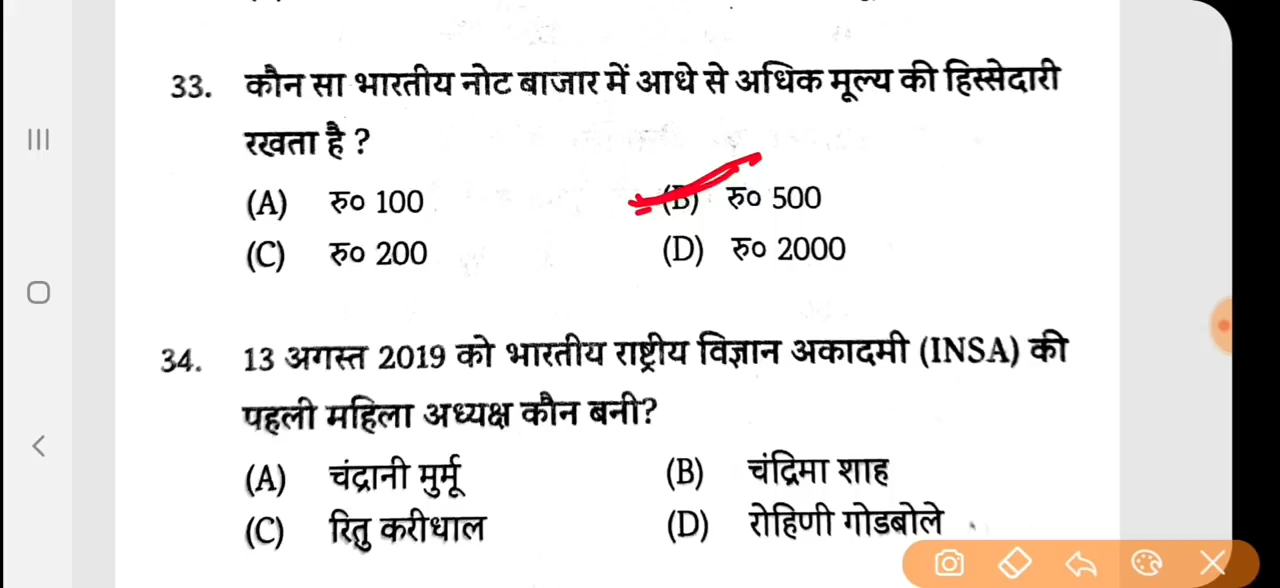 33. कौन सा भारतीय नोट बाजार में आधे से अधिक मूल्य की हिस्सेदारी
रखता है ?
(A) रु० 100 (B) रु० 500
(C) रु० 200 (D) रु० 2000
34. 13 अगस्त 2019 को भारतीय राष्ट्रीय विज्ञान अकादमी (INSA) की
पहली महिला अध्यक्ष कौन बनी?
(A) चंद्रानी मुर्मू (B) चंद्रिमा शाह
(C) रितु करीधाल (D) रोहिणी गोडबोले